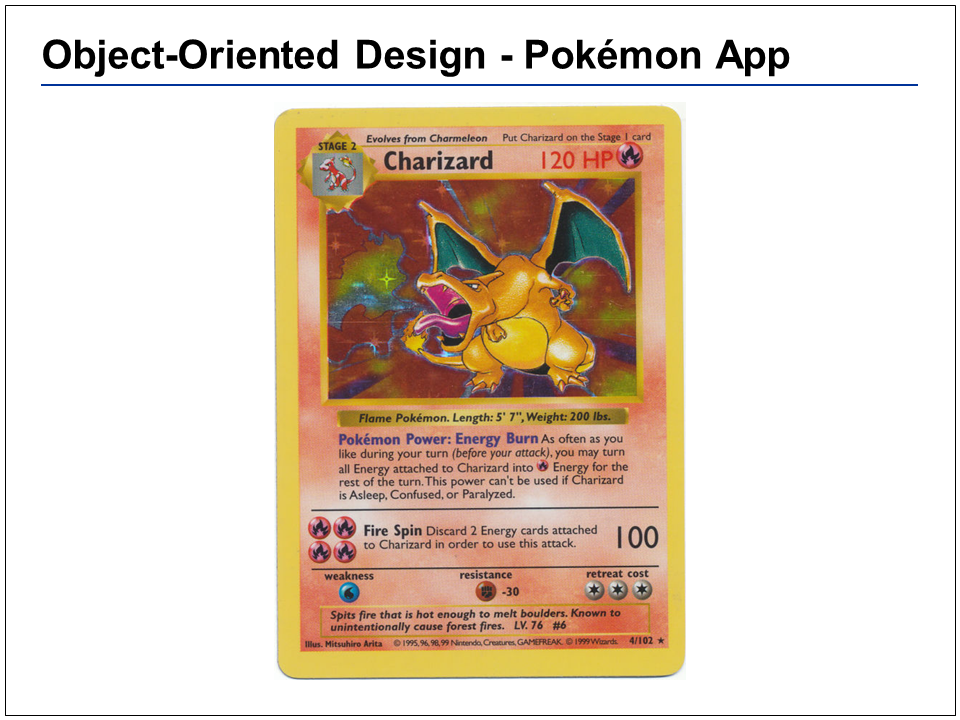 Object-Oriented Design - Pokémon App
Evolves from Charmeleon Put Charizard on the Stage 1 card
STAGE 2
Charizard 120 HP
Flame Pokémon. Length: 5' 7", Weight: 200 lbs.
Pokémon Power: Energy Burn As often as you
like during your turn (before your attack), you may turn
all Energy attached to Charizard into Energy for the
rest of the turn. This power can't be used if Charizard
is Asleep, Confused, or Paralyzed.
Fire Spin Discard 2 Energy cards attached
to Charizard in order to use this attack.
100
weakness resistance retreat cost
-30
Spits fire that is hot enough to melt boulders. Known to
unintentionally cause forest fires. LV. 76 #6
Illus. Mitsuhiro Arita © 1995, 96, 98, 99 Nintendo, Creatures, GAMEFREAK. © 1999 Wizards. 4/102 ★